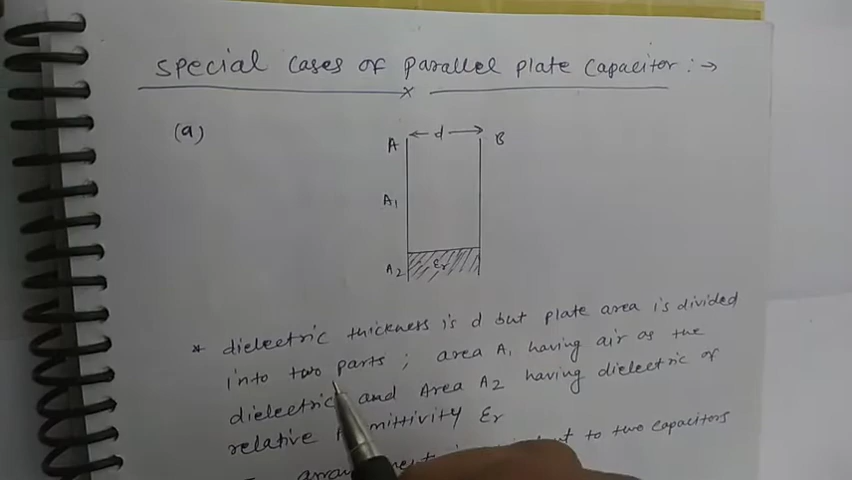 Special Cases of parallel plate Capacitor :→
(a)
A ← d → B
A1
A2 εr
* dielectric thickness is d but plate area is divided
into two parts ; area A1 having air as the
dielectric and Area A2 having dielectric of
relative mittivity εr
to two capacitors